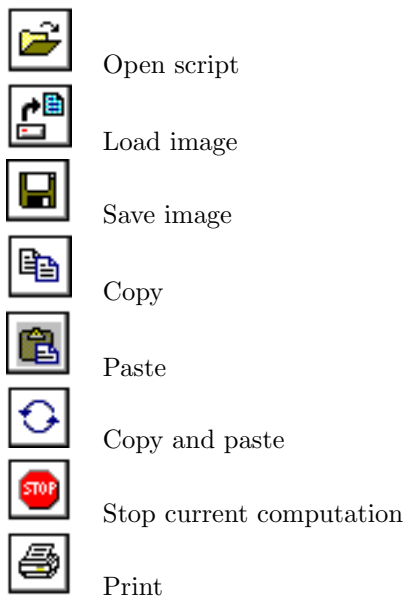 Open script
Load image
Save image
Copy
Paste
Copy and paste
STOP
Stop current computation
Print